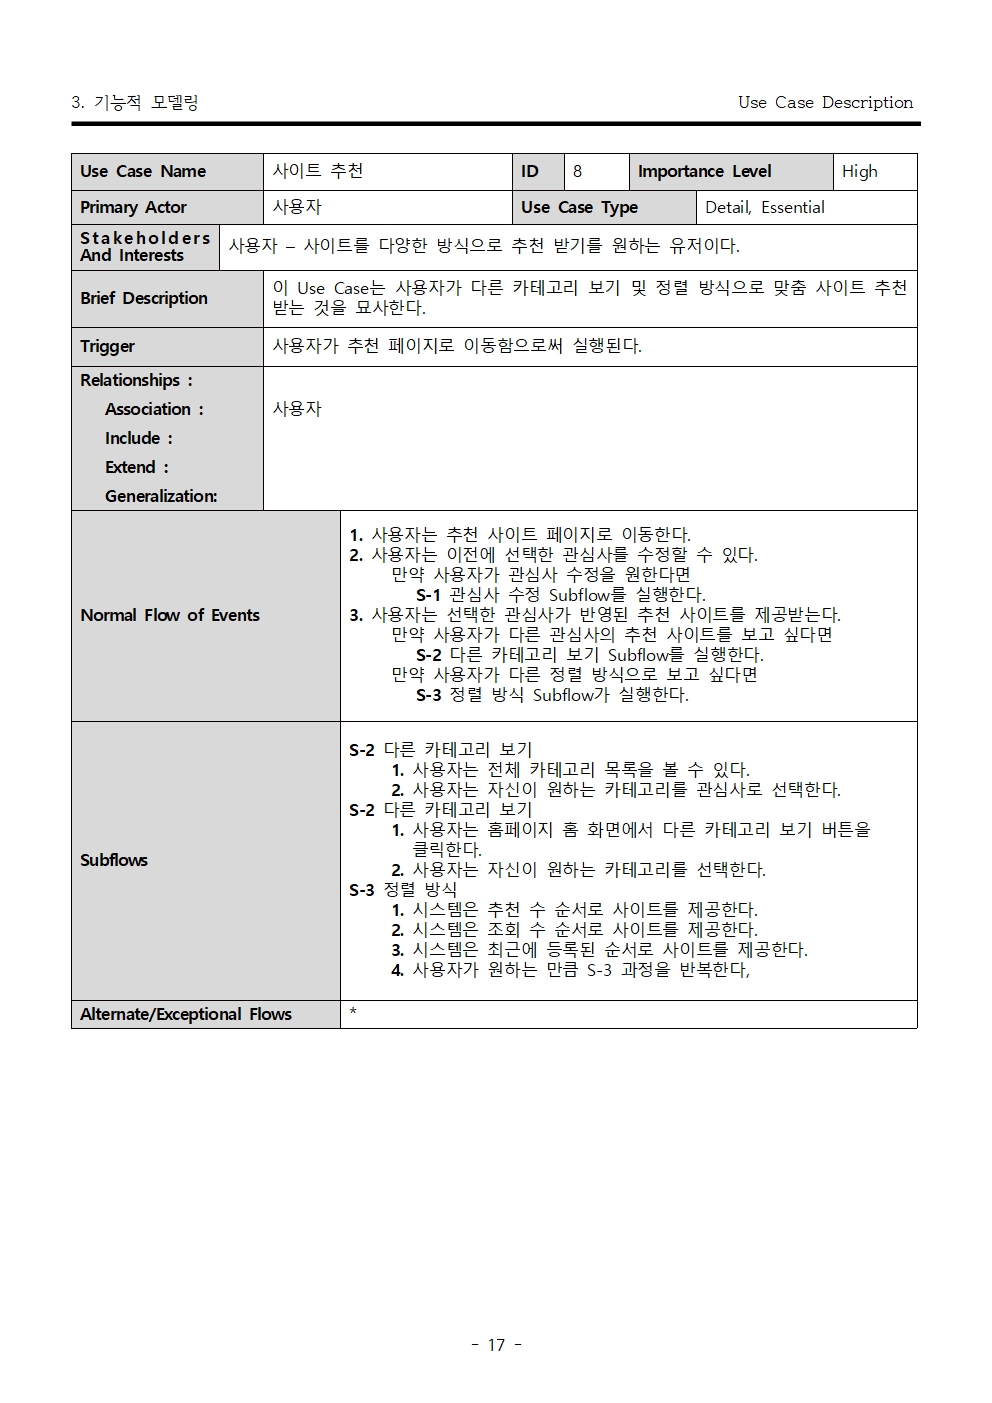 3. 기능적 모델링
Use Case Description
Use Case Name
사이트 추천
ID
8
Importance Level
High
Primary Actor
사용자
Use Case Type
Detail, Essential
Stakeholders
And Interests
사용자 – 사이트를 다양한 방식으로 추천 받기를 원하는 유저이다.
Brief Description
이 Use Case는 사용자가 다른 카테고리 보기 및 정렬 방식으로 맞춤 사이트 추천
받는 것을 묘사한다.
Trigger
사용자가 추천 페이지로 이동함으로써 실행된다.
Relationships :
Association :
사용자
Include :
Extend :
Generalization:
Normal Flow of Events
1. 사용자는 추천 사이트 페이지로 이동한다.
2. 사용자는 이전에 선택한 관심사를 수정할 수 있다.
만약 사용자가 관심사 수정을 원한다면
S-1 관심사 수정 Subflow를 실행한다.
3. 사용자는 선택한 관심사가 반영된 추천 사이트를 제공받는다.
만약 사용자가 다른 관심사의 추천 사이트를 보고 싶다면
S-2 다른 카테고리 보기 Subflow를 실행한다.
만약 사용자가 다른 정렬 방식으로 보고 싶다면
S-3 정렬 방식 Subflow가 실행한다.
Subflows
S-2 다른 카테고리 보기
1. 사용자는 전체 카테고리 목록을 볼 수 있다.
2. 사용자는 자신이 원하는 카테고리를 관심사로 선택한다.
S-2 다른 카테고리 보기
1. 사용자는 홈페이지 홈 화면에서 다른 카테고리 보기 버튼을
클릭한다.
2. 사용자는 자신이 원하는 카테고리를 선택한다.
S-3 정렬 방식
1. 시스템은 추천 수 순서로 사이트를 제공한다.
2. 시스템은 조회 수 순서로 사이트를 제공한다.
3. 시스템은 최근에 등록된 순서로 사이트를 제공한다.
4. 사용자가 원하는 만큼 S-3 과정을 반복한다,
Alternate/Exceptional Flows
*
- 17 -